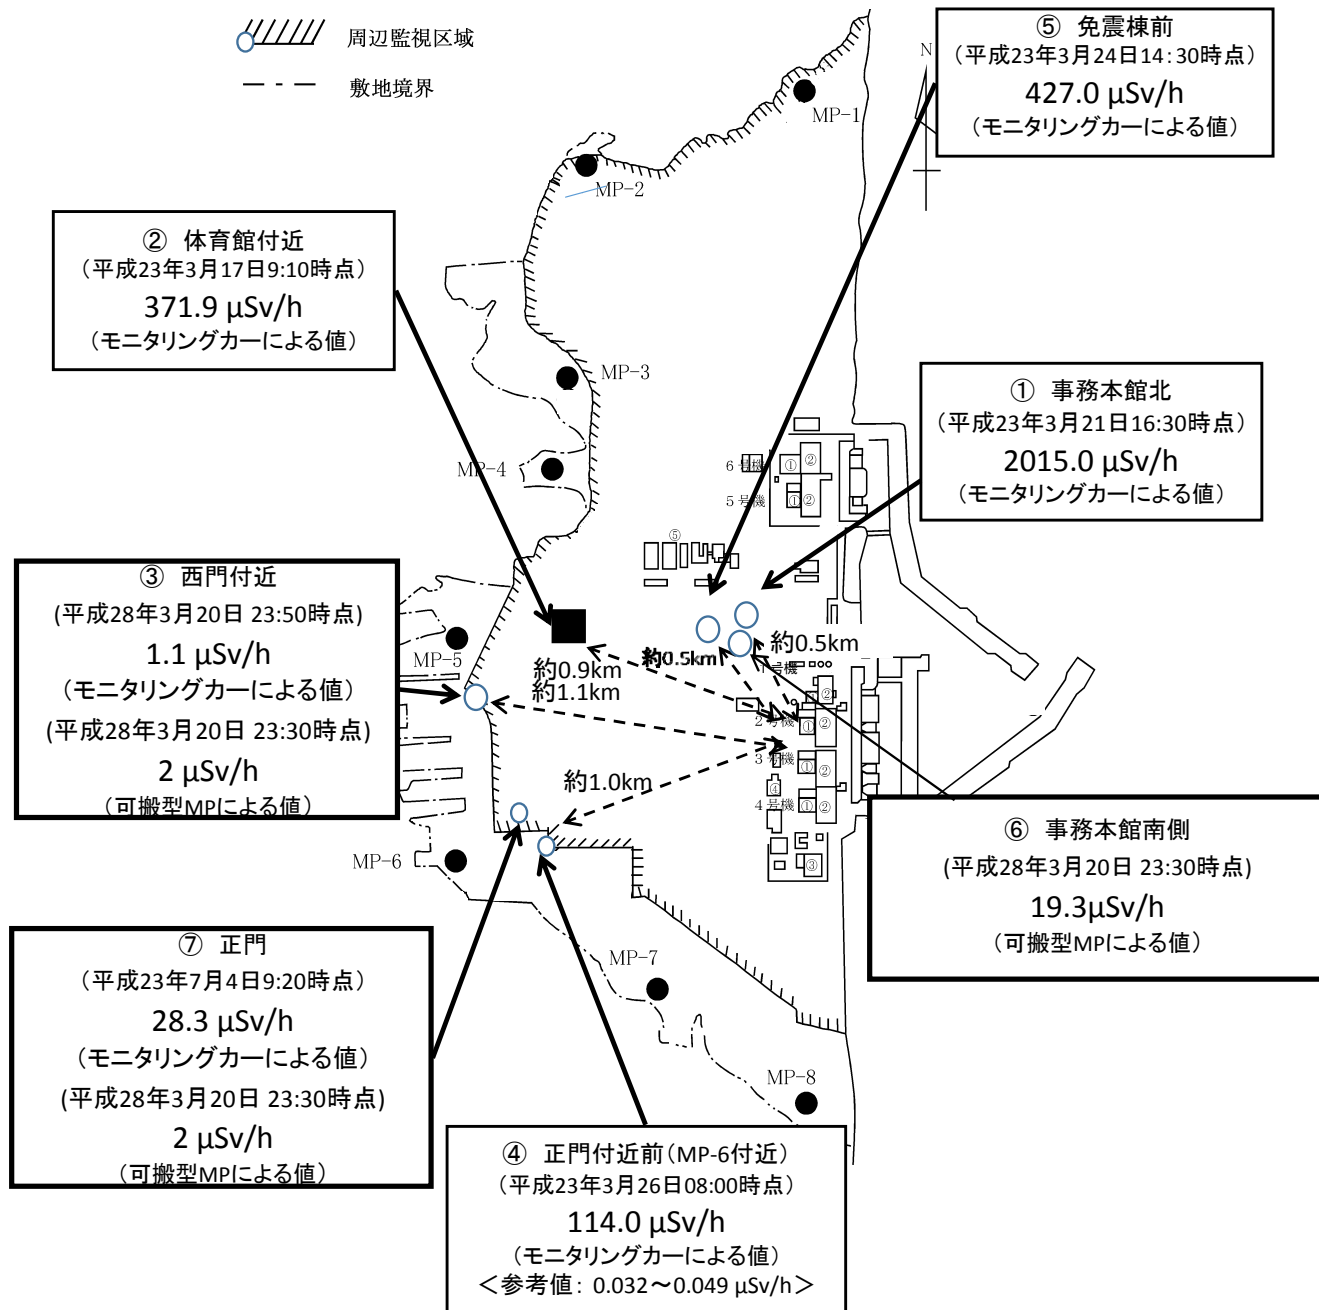 周辺監視区域
敷地境界
⑤ 免震棟前
(平成23年3月24日14:30時点)
427.0 µSv/h
(モニタリングカーによる値)
N
MP-1
MP-2
② 体育館付近
(平成23年3月17日9:10時点)
371.9 µSv/h
(モニタリングカーによる値)
MP-3
① 事務本館北
(平成23年3月21日16:30時点)
2015.0 µSv/h
(モニタリングカーによる値)
MP-4
6号機
① ②
5号機
① ②
⑤
③ 西門付近
(平成28年3月20日 23:50時点)
1.1 µSv/h
(モニタリングカーによる値)
(平成28年3月20日 23:30時点)
2 µSv/h
(可搬型MPによる値)
MP-5
約0.9km
約1.1km
約0.5km
約0.5km
1号機
②
2号機
① ②
3号機
① ②
約1.0km
④
4号機
① ②
③
MP-6
⑥ 事務本館南側
(平成28年3月20日 23:30時点)
19.3µSv/h
(可搬型MPによる値)
⑦ 正門
(平成23年7月4日9:20時点)
28.3 µSv/h
(モニタリングカーによる値)
(平成28年3月20日 23:30時点)
2 µSv/h
(可搬型MPによる値)
MP-7
MP-8
④ 正門付近前(MP-6付近)
(平成23年3月26日08:00時点)
114.0 µSv/h
(モニタリングカーによる値)
<参考値: 0.032~0.049 µSv/h>